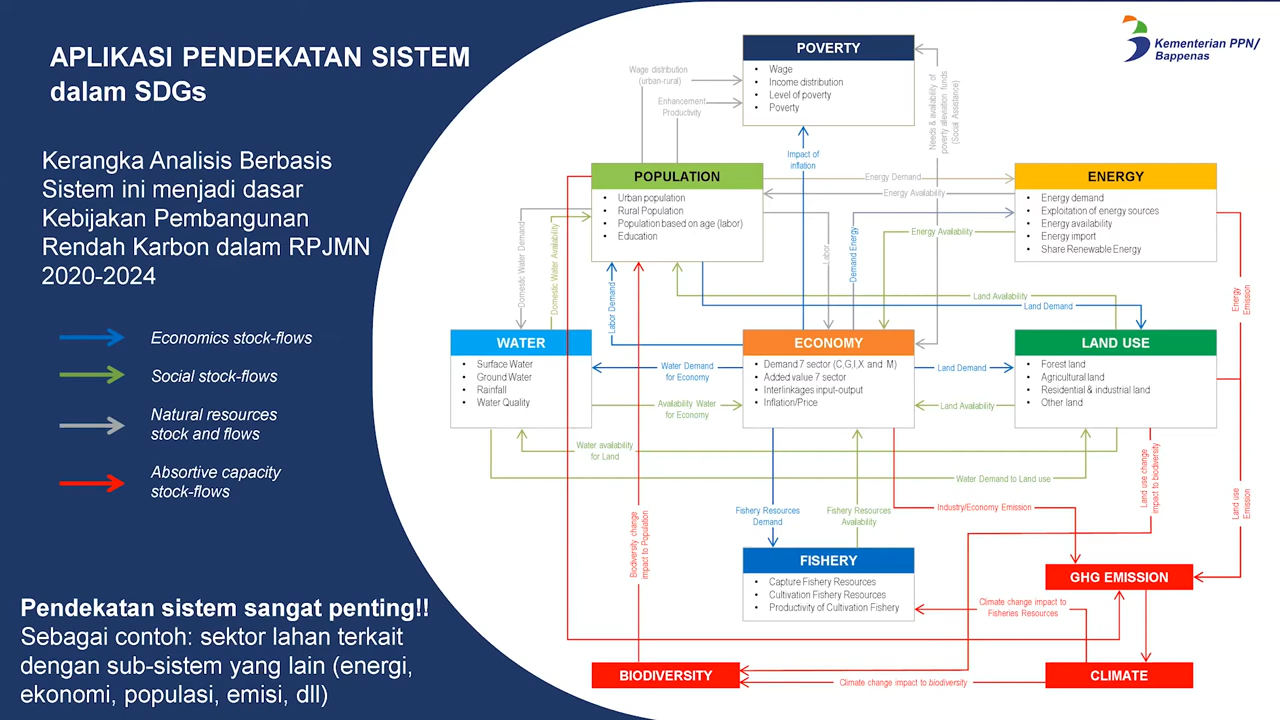 APLIKASI PENDEKATAN SISTEM
dalam SDGs
Kerangka Analisis Berbasis
Sistem ini menjadi dasar
Kebijakan Pembangunan
Rendah Karbon dalam RPJMN
2020-2024
Economics stock-flows
Social stock-flows
Natural resources
stock and flows
Absortive capacity
stock-flows
Pendekatan sistem sangat penting!!
Sebagai contoh: sektor lahan terkait
dengan sub-sistem yang lain (energi,
ekonomi, populasi, emisi, dll)
Kementerian PPN/
Bappenas
POVERTY
• Wage
• Income distribution
• Level of poverty
• Poverty
Wage distribution
(urban-rural)
Enhancement
Productivity
Needs & availability of
poverty alleviation funds
(Social Assistance)
Impact of
inflation
POPULATION
• Urban population
• Rural Population
• Population based on age (labor)
• Education
Energy Demand
Energy Availability
Energy Availability
ENERGY
• Energy demand
• Exploitation of energy sources
• Energy availability
• Energy import
• Share Renewable Energy
Domestic Water Demand
Domestic Water Availability
Labor Demand
Labor
Demand Energy
Land Availability
Land Demand
Energy
Emission
WATER
• Surface Water
• Ground Water
• Rainfall
• Water Quality
Water Demand
for Economy
Availability Water
for Economy
ECONOMY
• Demand 7 sector (C,G,I,X and M)
• Added value 7 sector
• Interlinkages input-output
• Inflation/Price
Land Demand
Land Availability
LAND USE
• Forest land
• Agricultural land
• Residential & industrial land
• Other land
Water availability
for Land
Water Demand to Land use
Land use change
impact to biodiversity
Land use
Emission
Biodiversity change
impact to Population
Fishery Resources
Demand
Fishery Resources
Availability
Industry/Economy Emission
FISHERY
• Capture Fishery Resources
• Cultivation Fishery Resources
• Productivity of Cultivation Fishery
GHG EMISSION
Climate change impact to
Fisheries Resources
BIODIVERSITY
Climate change impact to biodiversity
CLIMATE